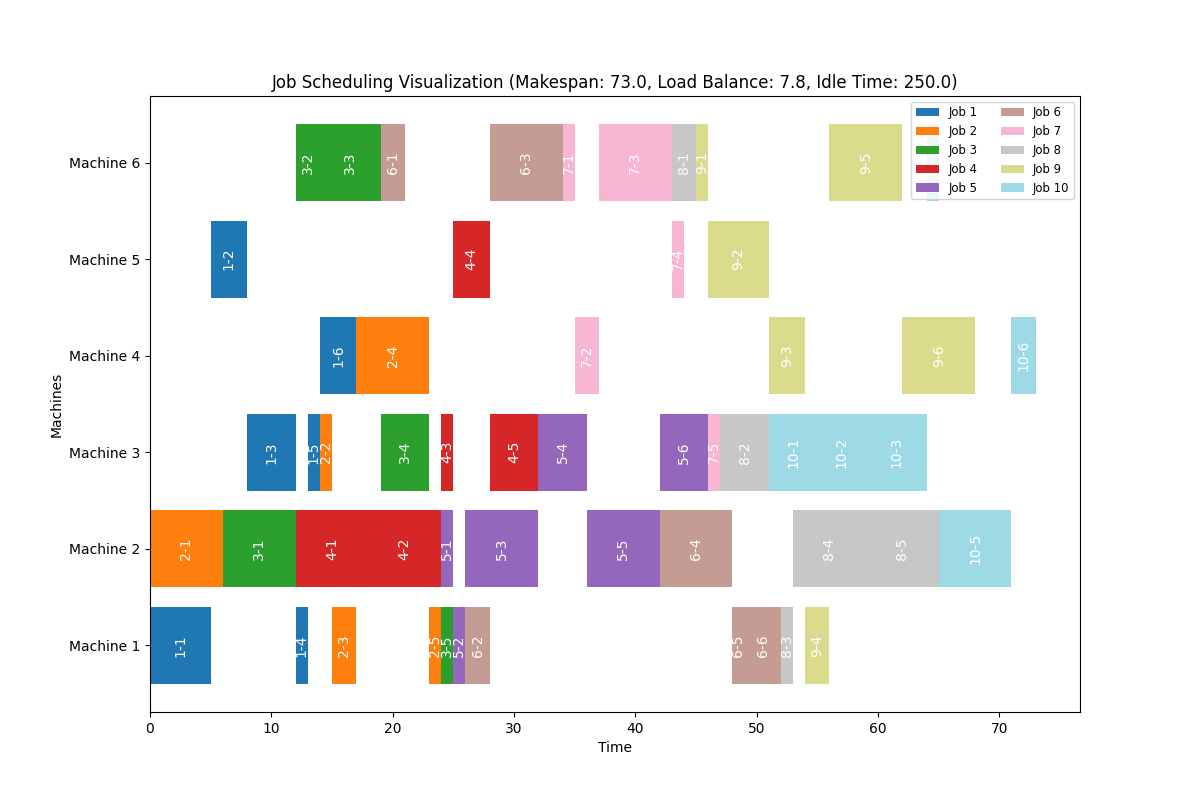 Job Scheduling Visualization (Makespan: 73.0, Load Balance: 7.8, Idle Time: 250.0)
Job 1 Job 6
Job 2 Job 7
Job 3 Job 8
Job 4 Job 9
Job 5 Job 10
Machines
Machine 6 3-2 3-3 6-1 6-3 7-1 7-3 8-1 9-1 9-5
Machine 5 1-2 4-4 7-4 9-2
Machine 4 1-6 2-4 7-2 9-3 9-6 10-6
Machine 3 1-3 1-5 2-2 3-4 4-3 4-5 5-4 5-6 7-5 8-2 10-1 10-2 10-3
Machine 2 2-1 3-1 4-1 4-2 5-1 5-3 5-5 6-4 8-4 8-5 10-5
Machine 1 1-1 1-4 2-3 2-5 3-5 5-2 6-2 6-5 6-6 8-3 9-4
0 10 20 30 40 50 60 70
Time